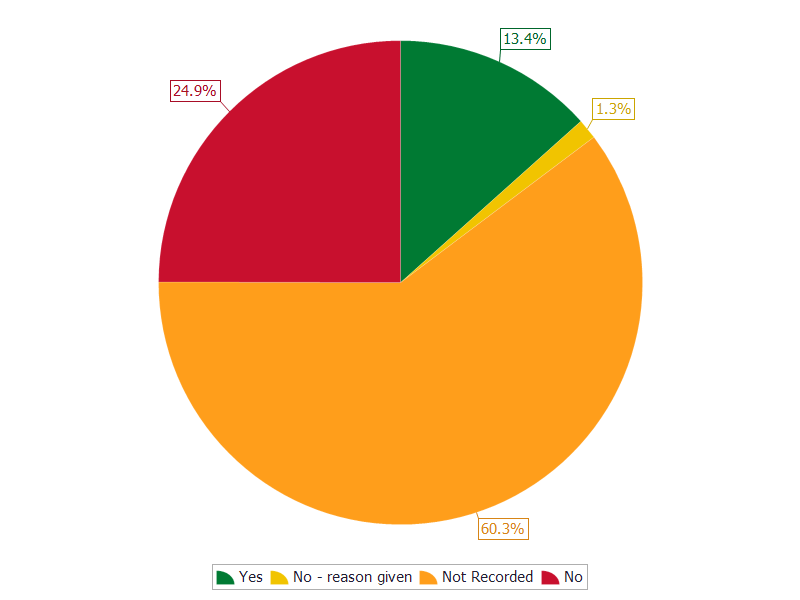 13.4%
24.9%
1.3%
60.3%
Yes No - reason given Not Recorded No